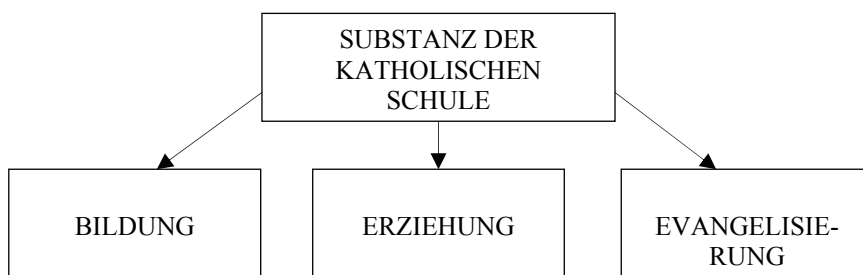 SUBSTANZ DER
KATHOLISCHEN
SCHULE
BILDUNG
ERZIEHUNG
EVANGELISIE-
RUNG